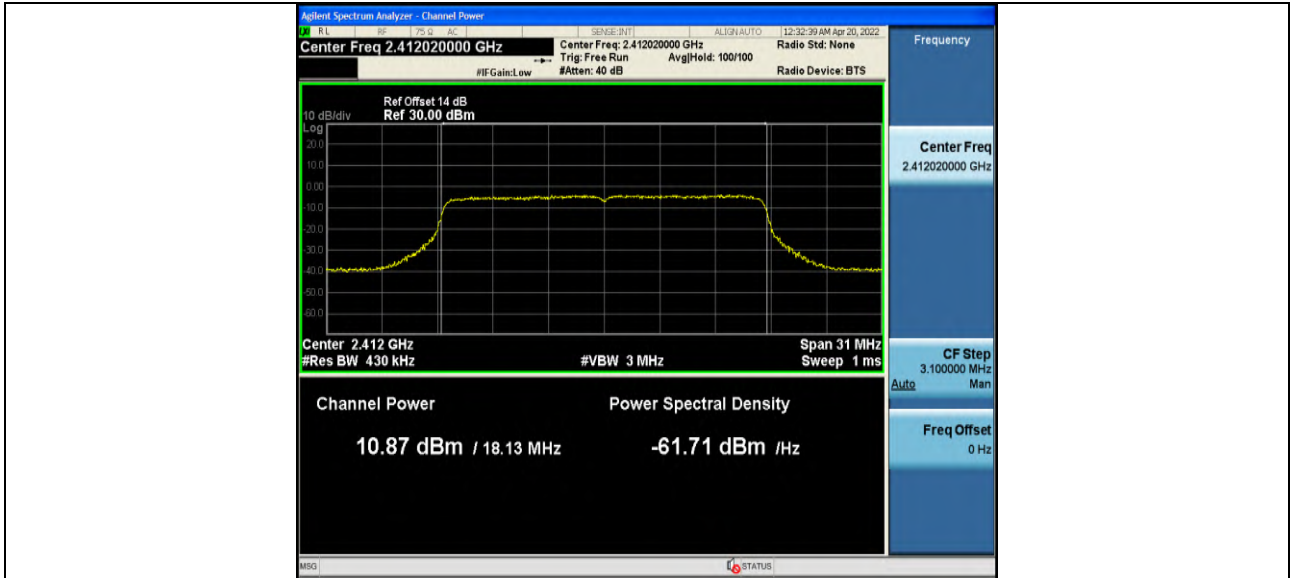 Agilent Spectrum Analyzer - Channel Power
RL RF 75 Ω AC SENSE:INT ALIGNAUTO 12:32:39 AM Apr 20, 2022
Center Freq 2.412020000 GHz
Center Freq: 2.412020000 GHz Radio Std: None
Trig: Free Run Avg|Hold: 100/100
#IFGain:Low #Atten: 40 dB Radio Device: BTS
Frequency
Ref Offset 14 dB
10 dB/div Ref 30.00 dBm
Log
20.0
10.0
0.00
-10.0
-20.0
-30.0
-40.0
-50.0
-60.0
Center Freq
2.412020000 GHz
Center 2.412 GHz Span 31 MHz
#Res BW 430 kHz #VBW 3 MHz Sweep 1 ms
CF Step
3.100000 MHz
Auto Man
Channel Power Power Spectral Density
10.87 dBm / 18.13 MHz -61.71 dBm /Hz
Freq Offset
0 Hz
MSG STATUS